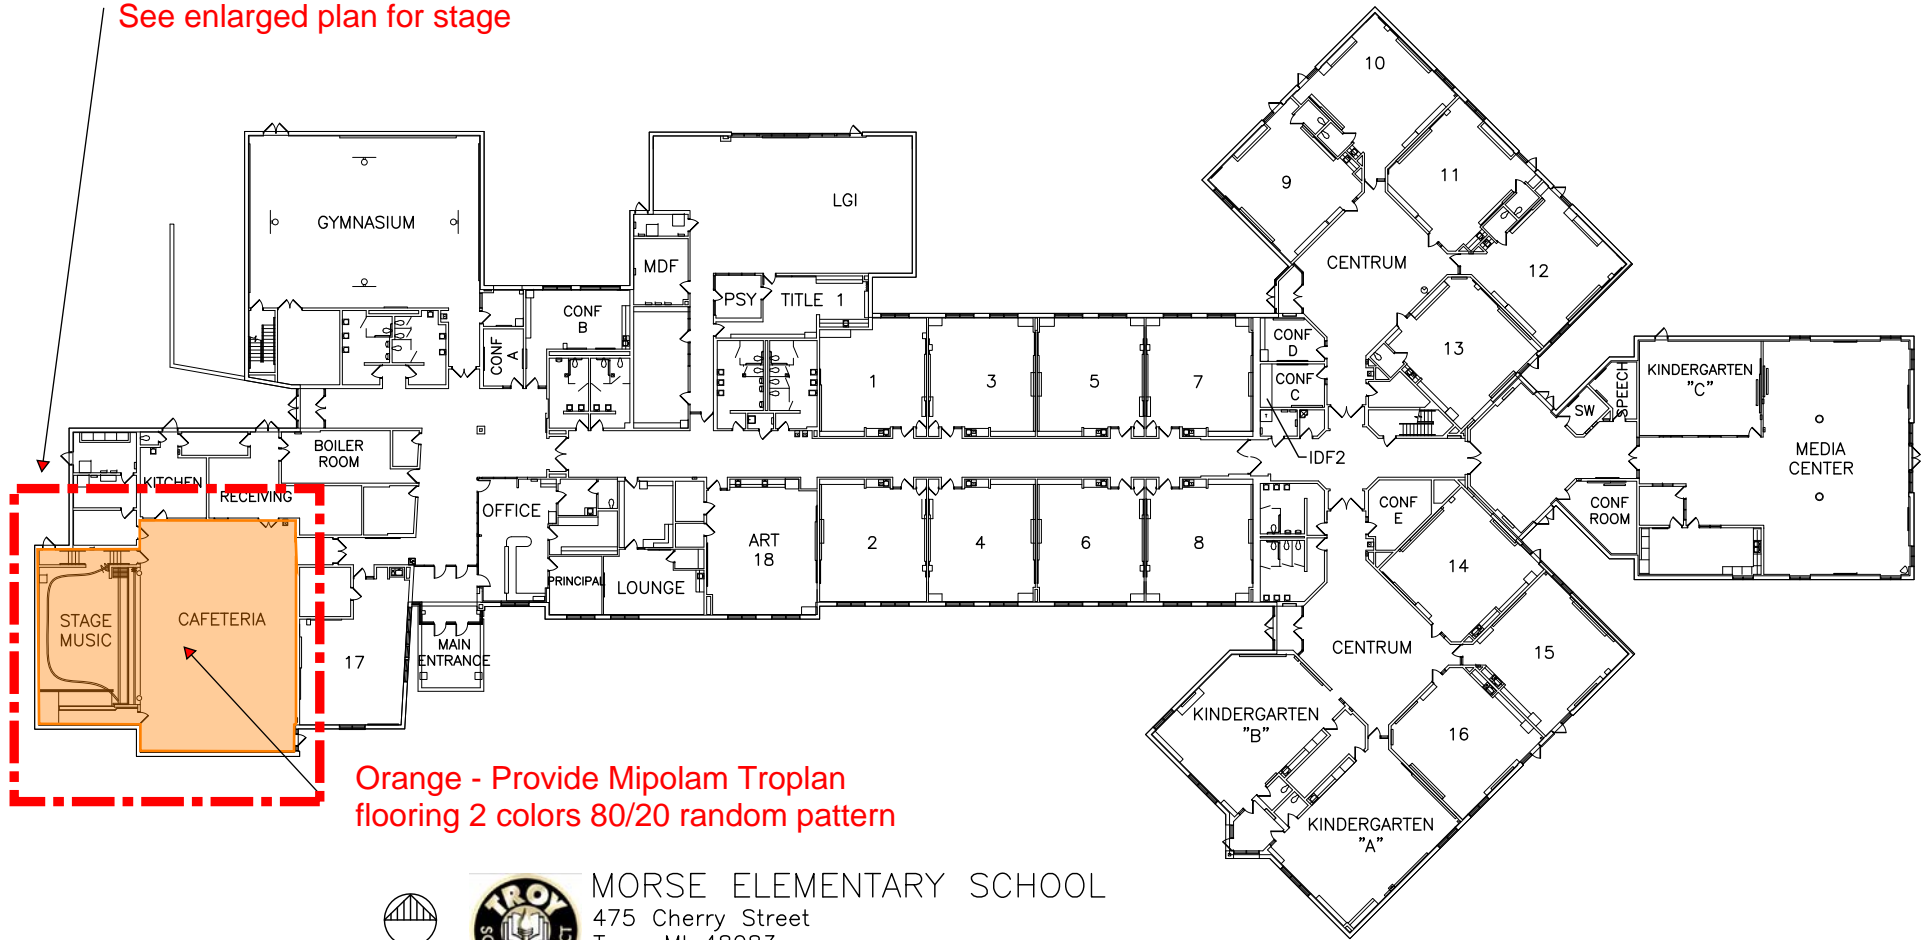 See enlarged plan for stage
10
9
11
LGI
GYMNASIUM
CENTRUM
12
MDF
PSY
TITLE 1
CONF
B
CONF
A
CONF
D
CONF
C
13
1
3
5
7
KINDERGARTEN
"C"
SPEECH
SW
BOILER
ROOM
IDF2
MEDIA
CENTER
KITCHEN
RECEIVING
OFFICE
CONF
E
CONF
ROOM
ART
18
2
4
6
8
14
PRINCIPAL
LOUNGE
STAGE
MUSIC
CAFETERIA
17
MAIN
ENTRANCE
CENTRUM
15
KINDERGARTEN
"B"
16
Orange - Provide Mipolam Troplan
flooring 2 colors 80/20 random pattern
KINDERGARTEN
"A"
TROY
MORSE ELEMENTARY SCHOOL
475 Cherry Street